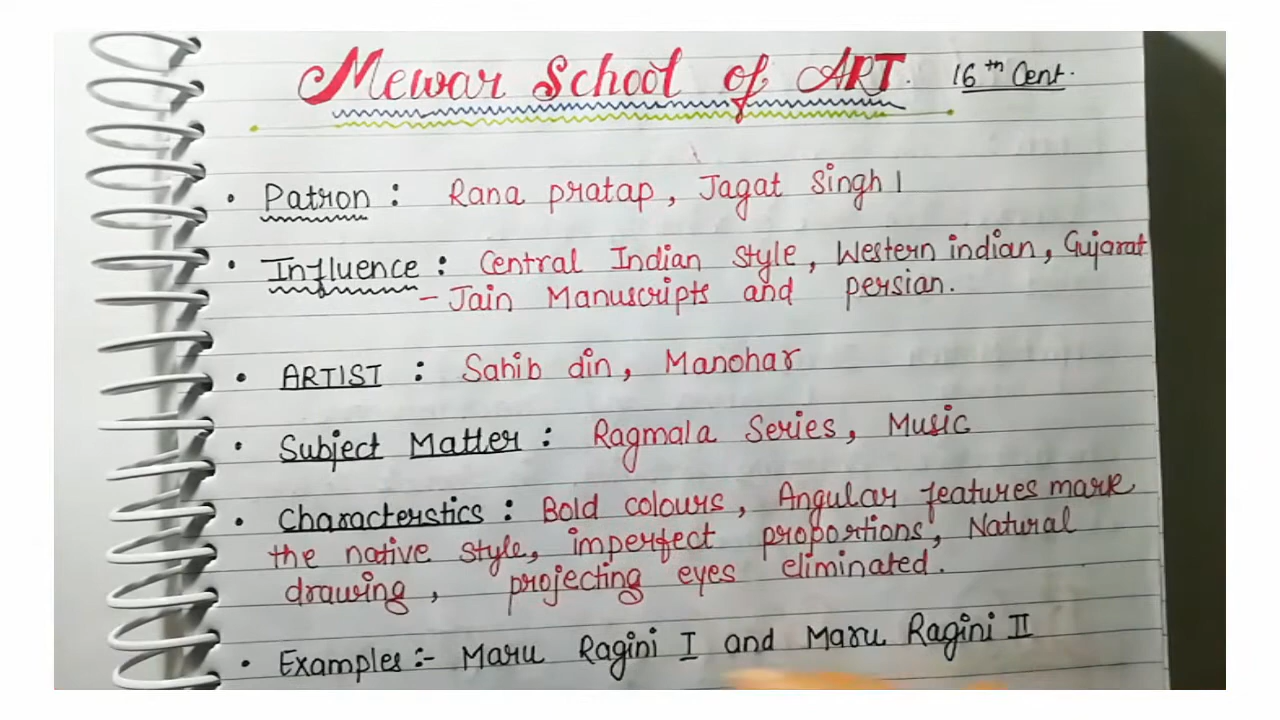 Mewar School of ART. 16th Cent.
• Patron : Rana pratap, Jagat Singh I
• Influence : Central Indian style, Western indian, Gujarat
- Jain Manuscripts and persian.
• ARTIST : Sahib din, Manohar
• Subject Matter : Ragmala Series, Music
• Characterstics : Bold colours, Angular features mark
the native style, imperfect proportions, Natural
drawing, projecting eyes eliminated.
• Examples :- Maru Ragini I and Maru Ragini II